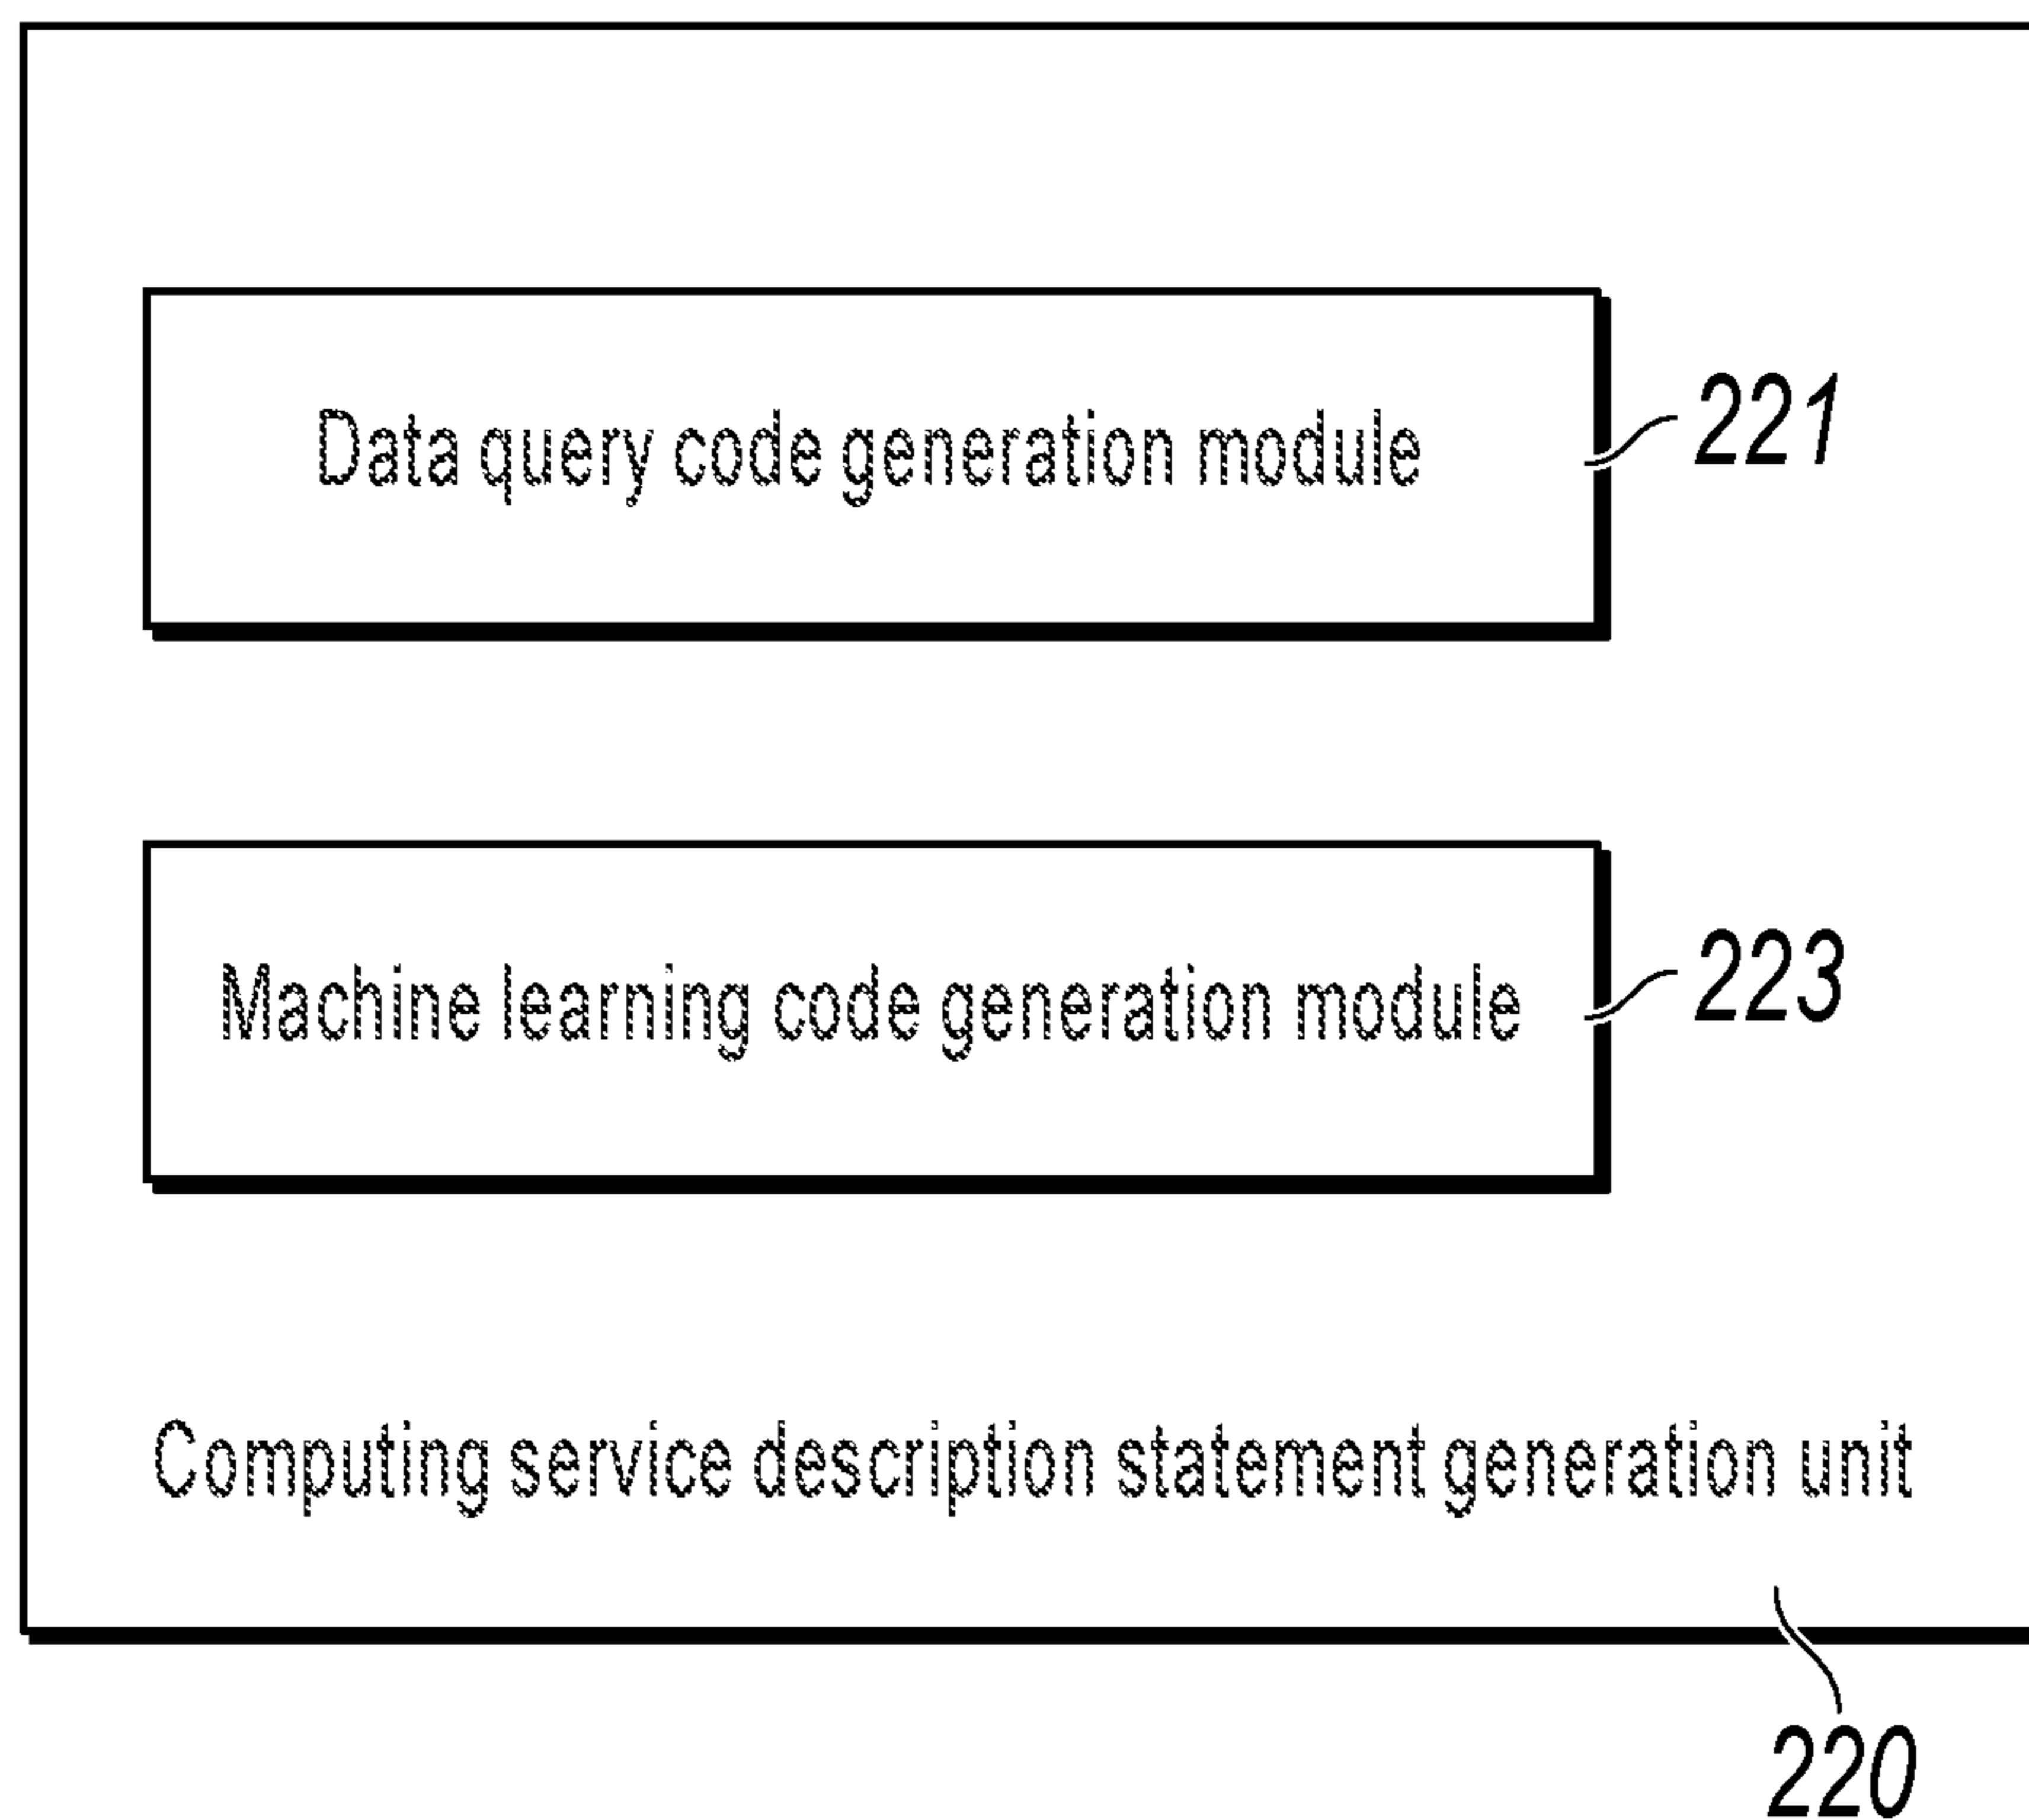 Data query code generation module
221
Machine learning code generation module
223
Computing service description statement generation unit
220